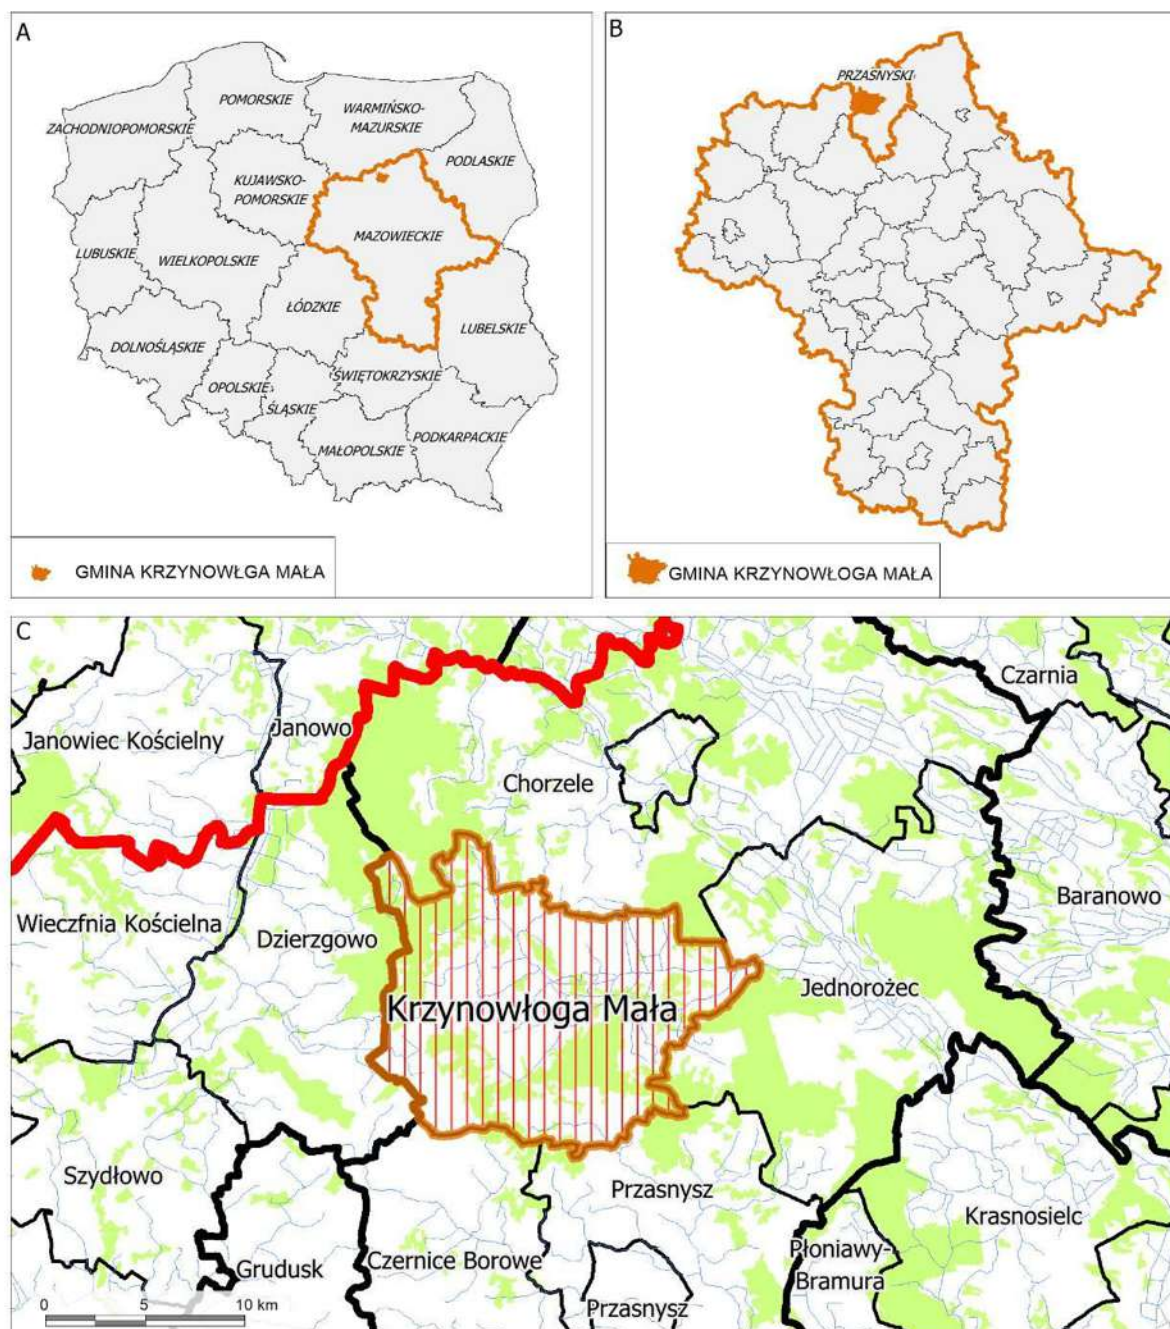 A
POMORSKIE
WARMIŃSKO-
MAZURSKIE
ZACHODNIOPOMORSKIE
PODLASKIE
KUJAWSKO-
POMORSKIE
MAZOWIECKIE
LUBUSKIE
WIELKOPOLSKIE
ŁÓDZKIE
LUBELSKIE
DOLNOŚLĄSKIE
ŚWIĘTOKRZYSKIE
OPOLSKIE
ŚLĄSKIE
PODKARPACKIE
MAŁOPOLSKIE
GMINA KRZYNOWŁGA MAŁA
B
PRZAŚNYSKI
GMINA KRZYNOWŁOGA MAŁA
C
Czarnia
Janowo
Janowiec Kościelny
Chorzele
Baranowo
Wieczfnia Kościelna
Dzierzgowo
Jednorożec
Krzynowłoga Mała
Szydłowo
Przasnysz
Krasnosielc
Płoniawy-
Bramura
Czernice Borowe
Grudusk
Przasnysz
0 5 10 km